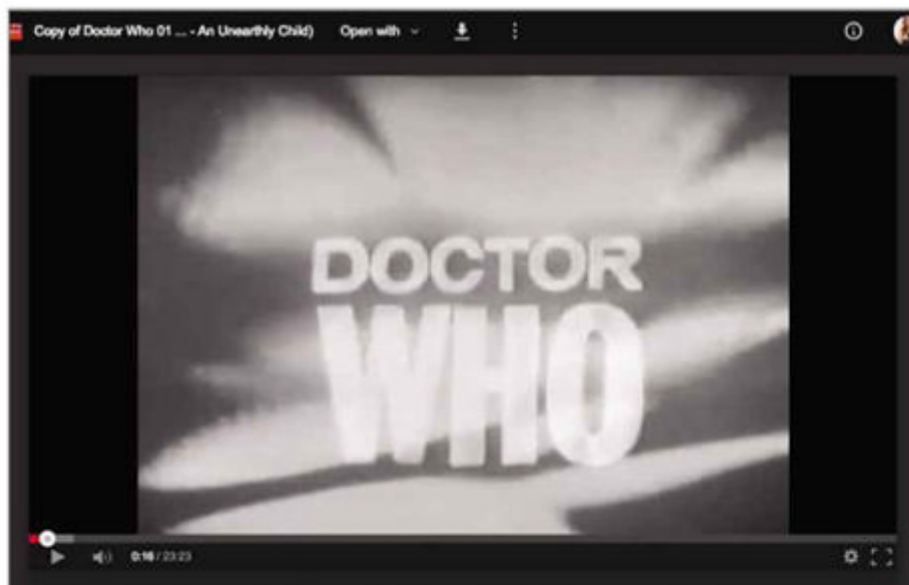 Copy of Doctor Who 01 ... - An Unearthly Child) Open with
DOCTOR
WHO
0:16 / 23:23